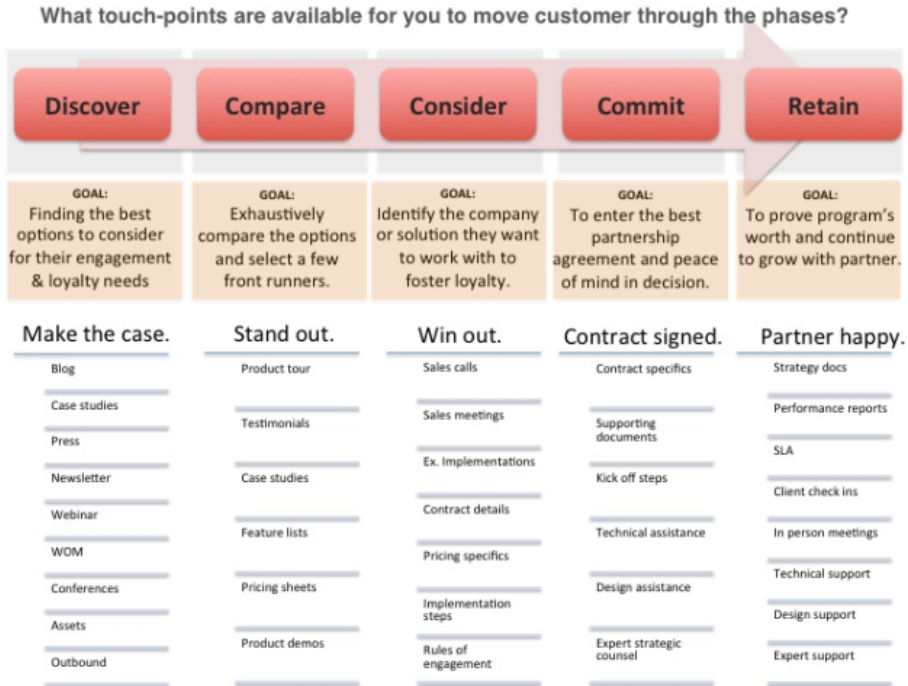 What touch-points are available for you to move customer through the phases?
Discover
Compare
Consider
Commit
Retain
GOAL:
Finding the best
options to consider
for their engagement
& loyalty needs
GOAL:
Exhaustively
compare the options
and select a few
front runners.
GOAL:
Identify the company
or solution they want
to work with to
foster loyalty.
GOAL:
To enter the best
partnership
agreement and peace
of mind in decision.
GOAL:
To prove program's
worth and continue
to grow with partner.
Make the case.
Blog
Case studies
Press
Newsletter
Webinar
WOM
Conferences
Assets
Outbound
Stand out.
Product tour
Testimonials
Case studies
Feature lists
Pricing sheets
Product demos
Win out.
Sales calls
Sales meetings
Ex. Implementations
Contract details
Pricing specifics
Implementation
steps
Rules of
engagement
Contract signed.
Contract specifics
Supporting
documents
Kick off steps
Technical assistance
Design assistance
Expert strategic
counsel
Partner happy.
Strategy docs
Performance reports
SLA
Client check ins
In person meetings
Technical support
Design support
Expert support